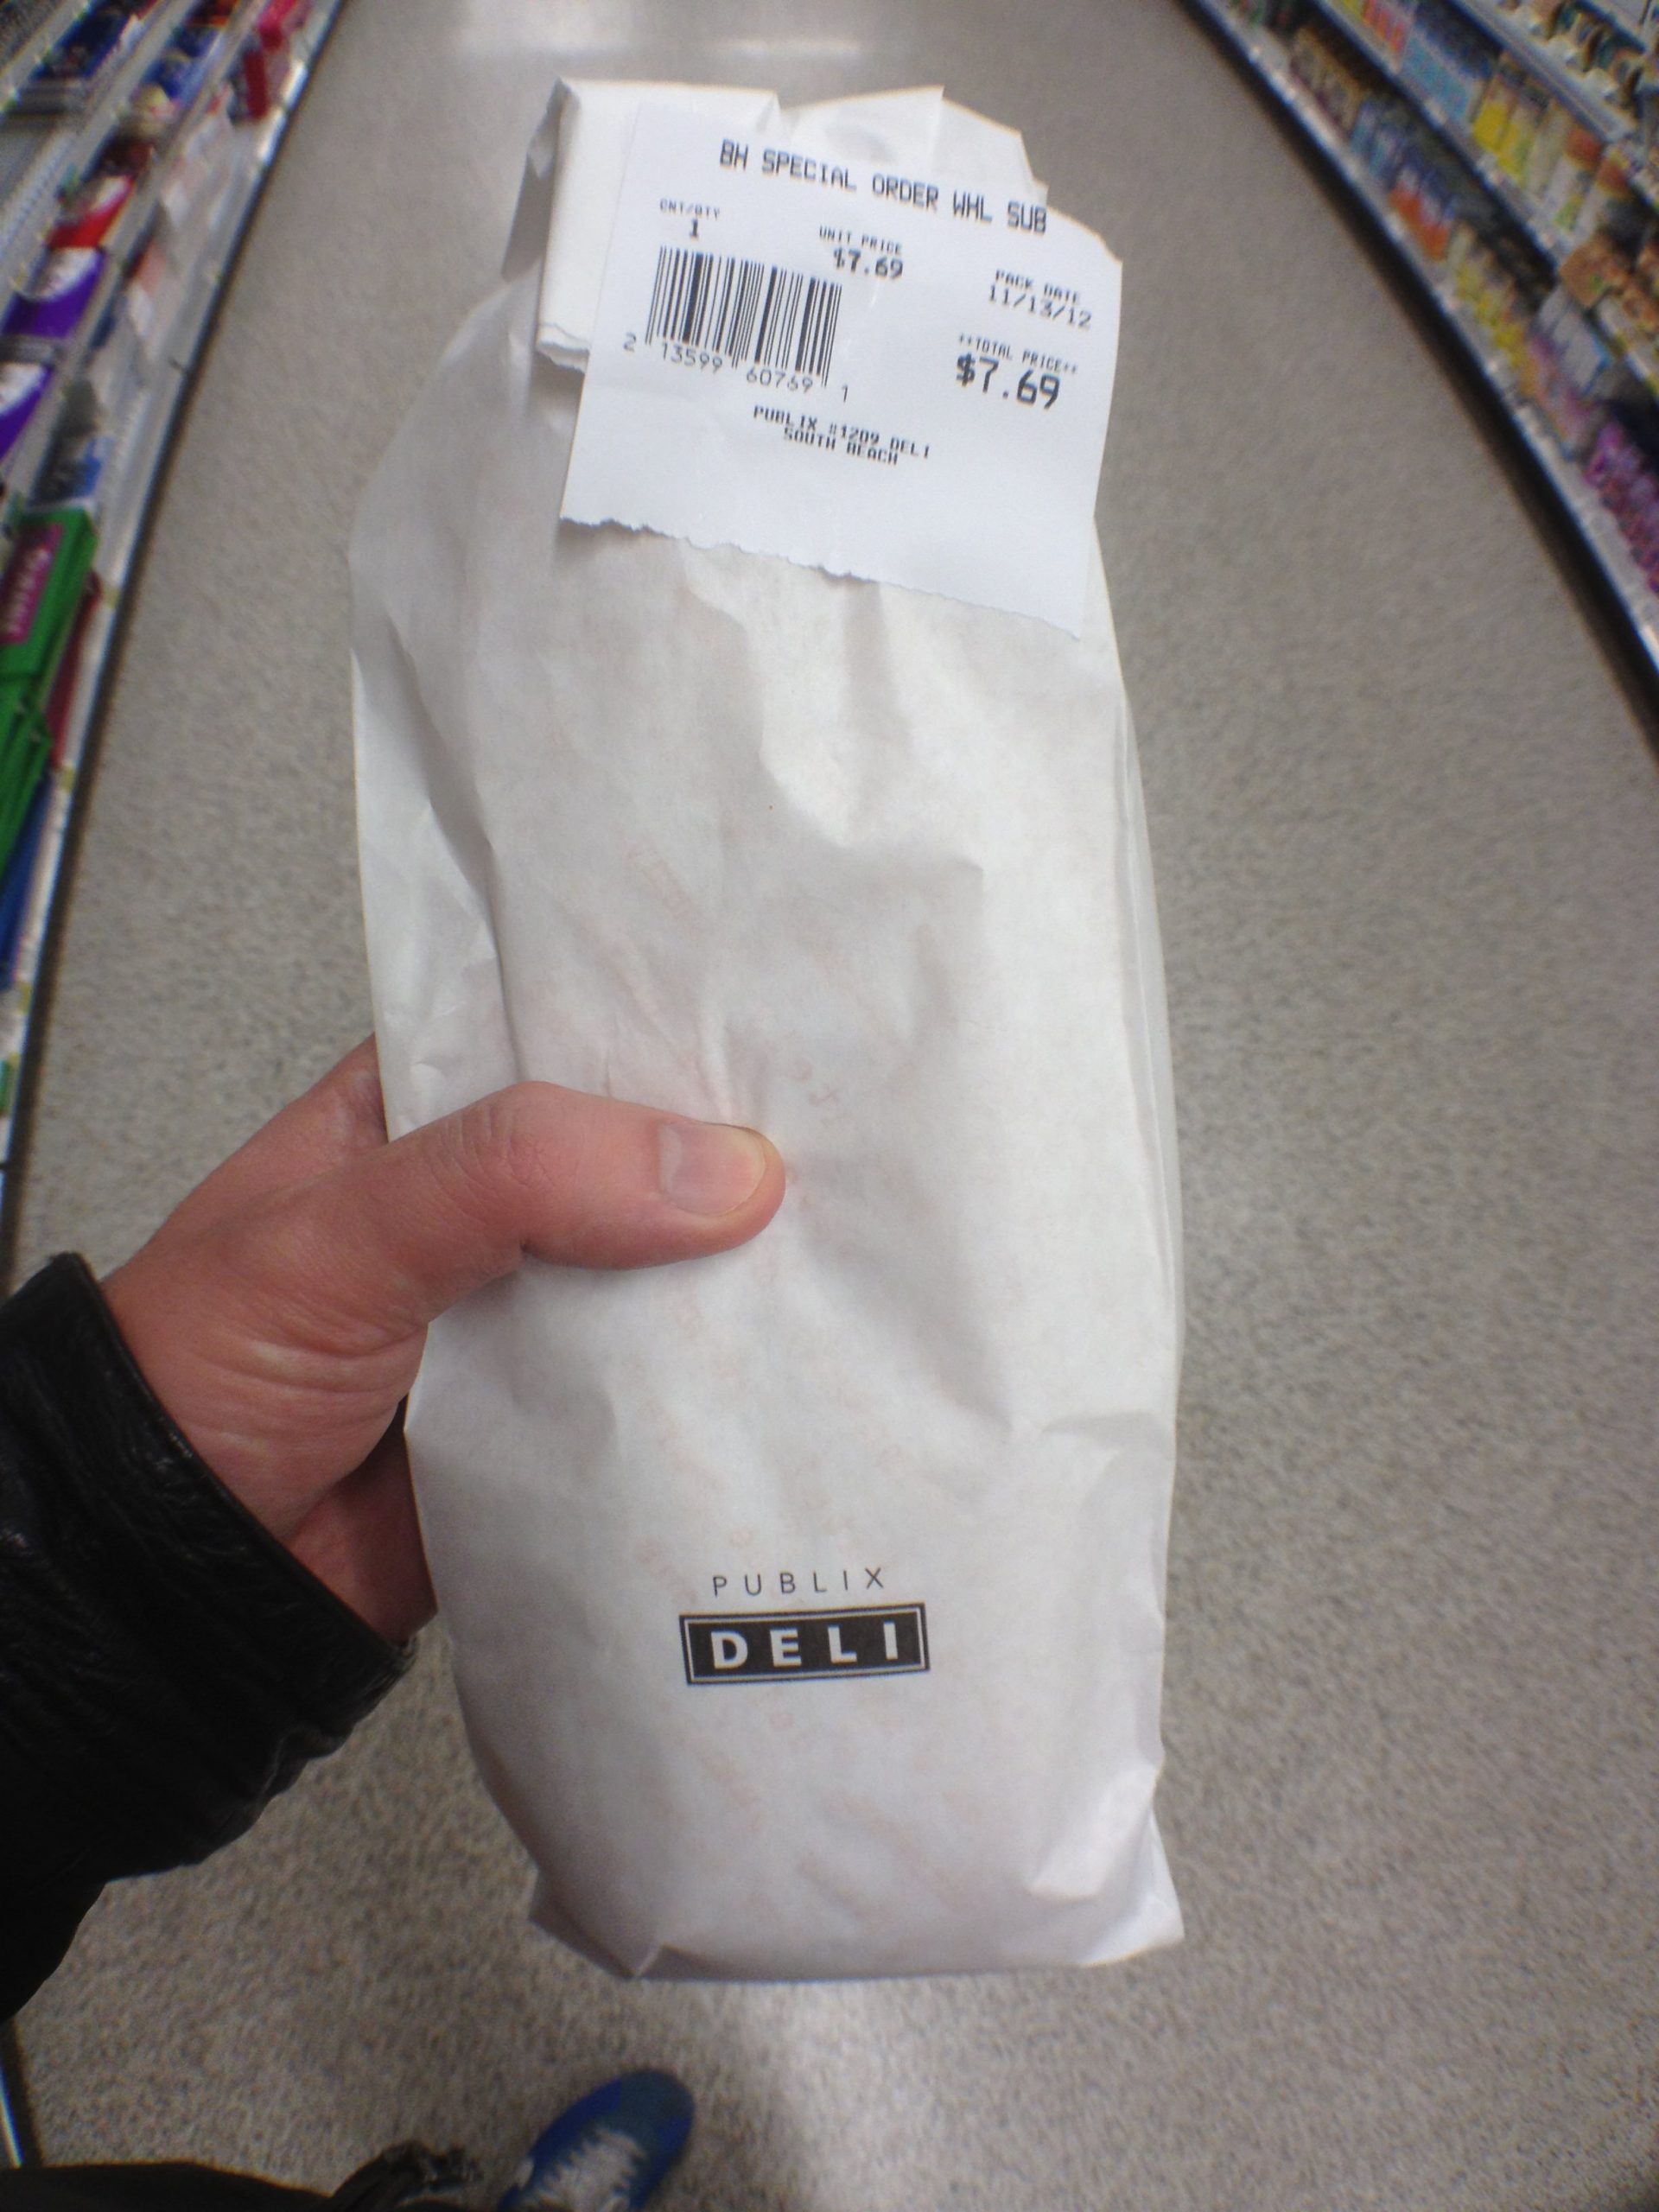 BH SPECIAL ORDER WHL SUB
CNT/QTY
1
UNIT PRICE
$7.69
PACK DATE
11/13/12
2 13599 60769 1
**TOTAL PRICE**
$7.69
PUBLIX #1209 DELI
SOUTH BEACH
PUBLIX
DELI